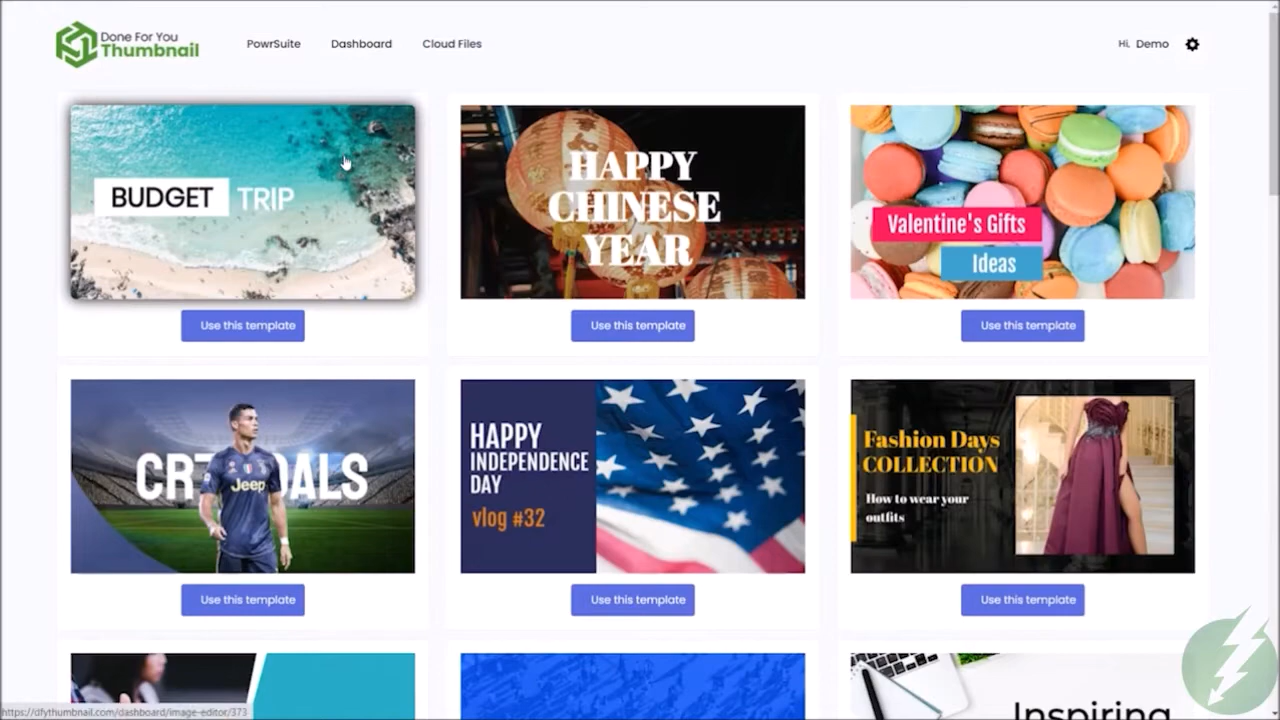 Done For You
Thumbnail
PowrSuite
Dashboard
Cloud Files
Hi, Demo
BUDGET TRIP
HAPPY
CHINESE
YEAR
Valentine's Gifts
Ideas
Use this template
Use this template
Use this template
Jeep
HAPPY
INDEPENDENCE
DAY
vlog #32
Fashion Days
COLLECTION
How to wear your
outfits
Use this template
Use this template
Use this template
Inspiring
https://dfythumbnail.com/dashboard/image-editor/373